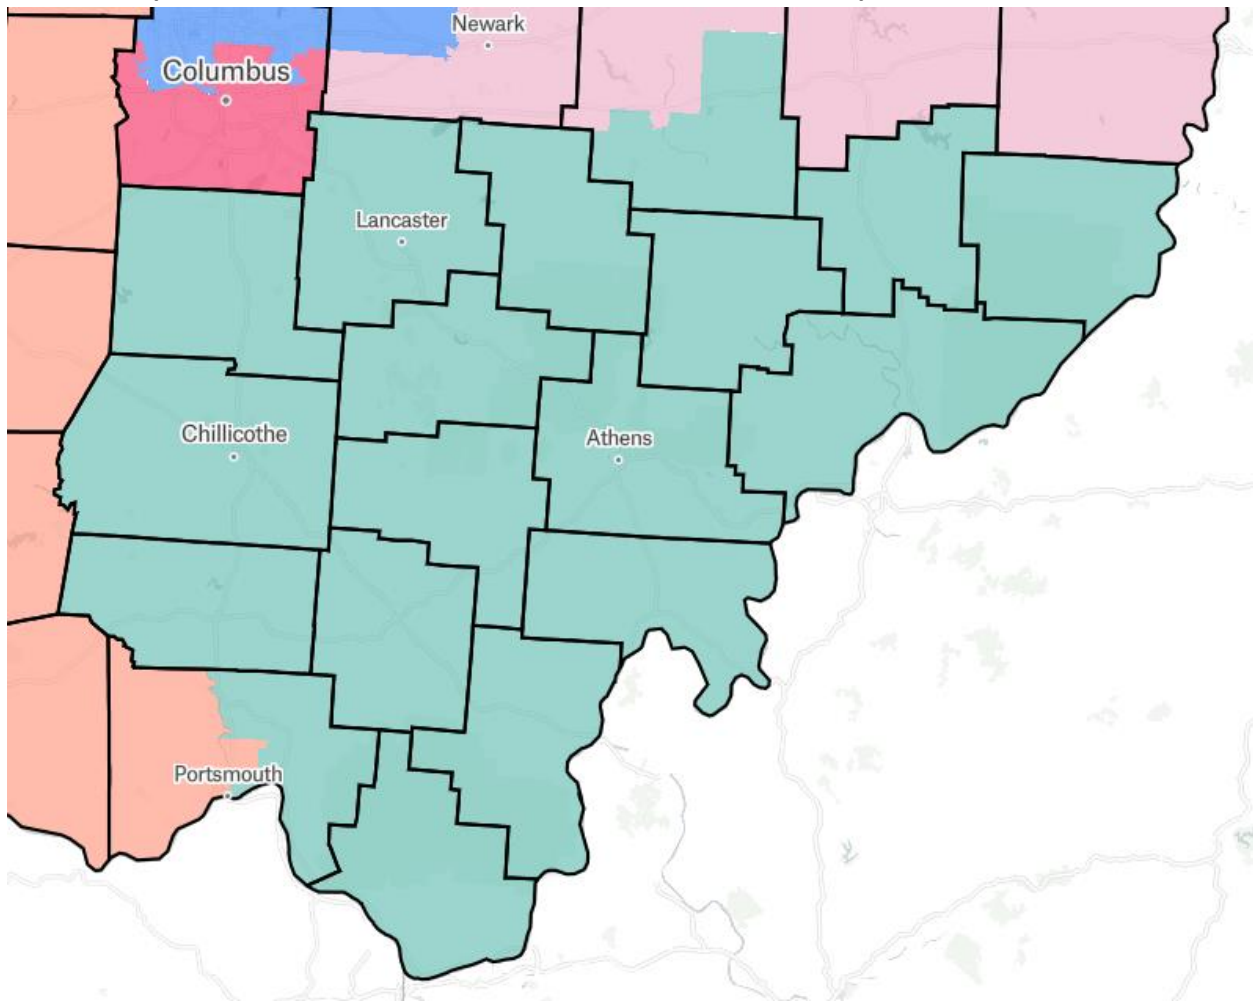 Newark
Columbus
Lancaster
Chillicothe
Athens
Portsmouth